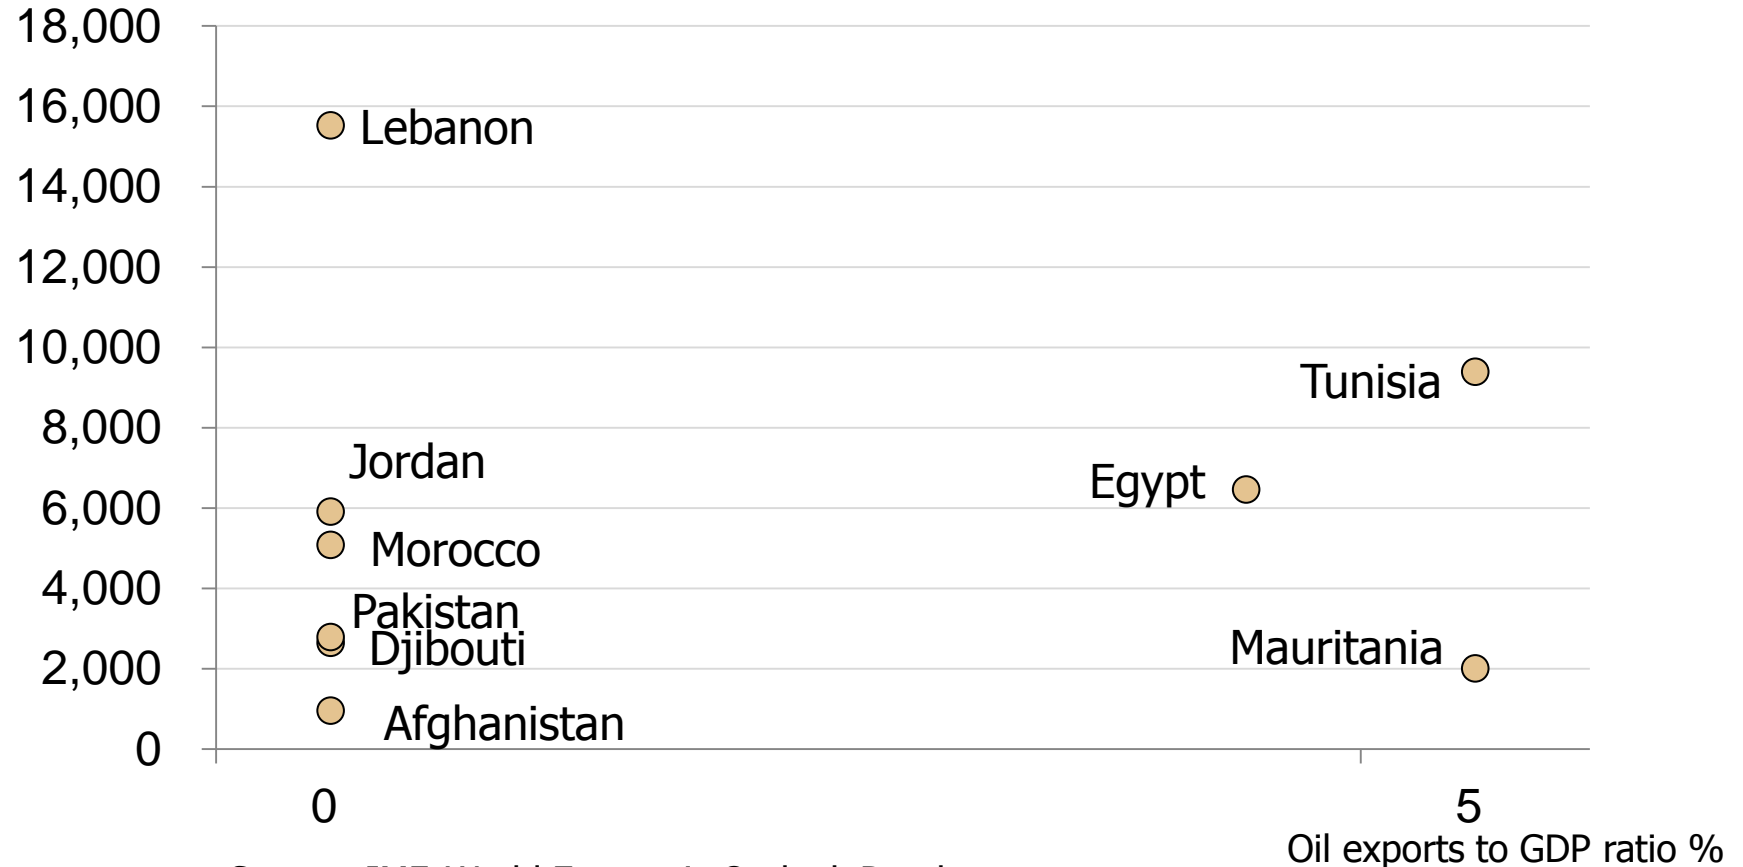 18,000
16,000
Lebanon
14,000
12,000
10,000
Tunisia
8,000
Jordan
Egypt
6,000
Morocco
4,000
Pakistan
Djibouti
Mauritania
2,000
Afghanistan
0
0
5
Oil exports to GDP ratio %